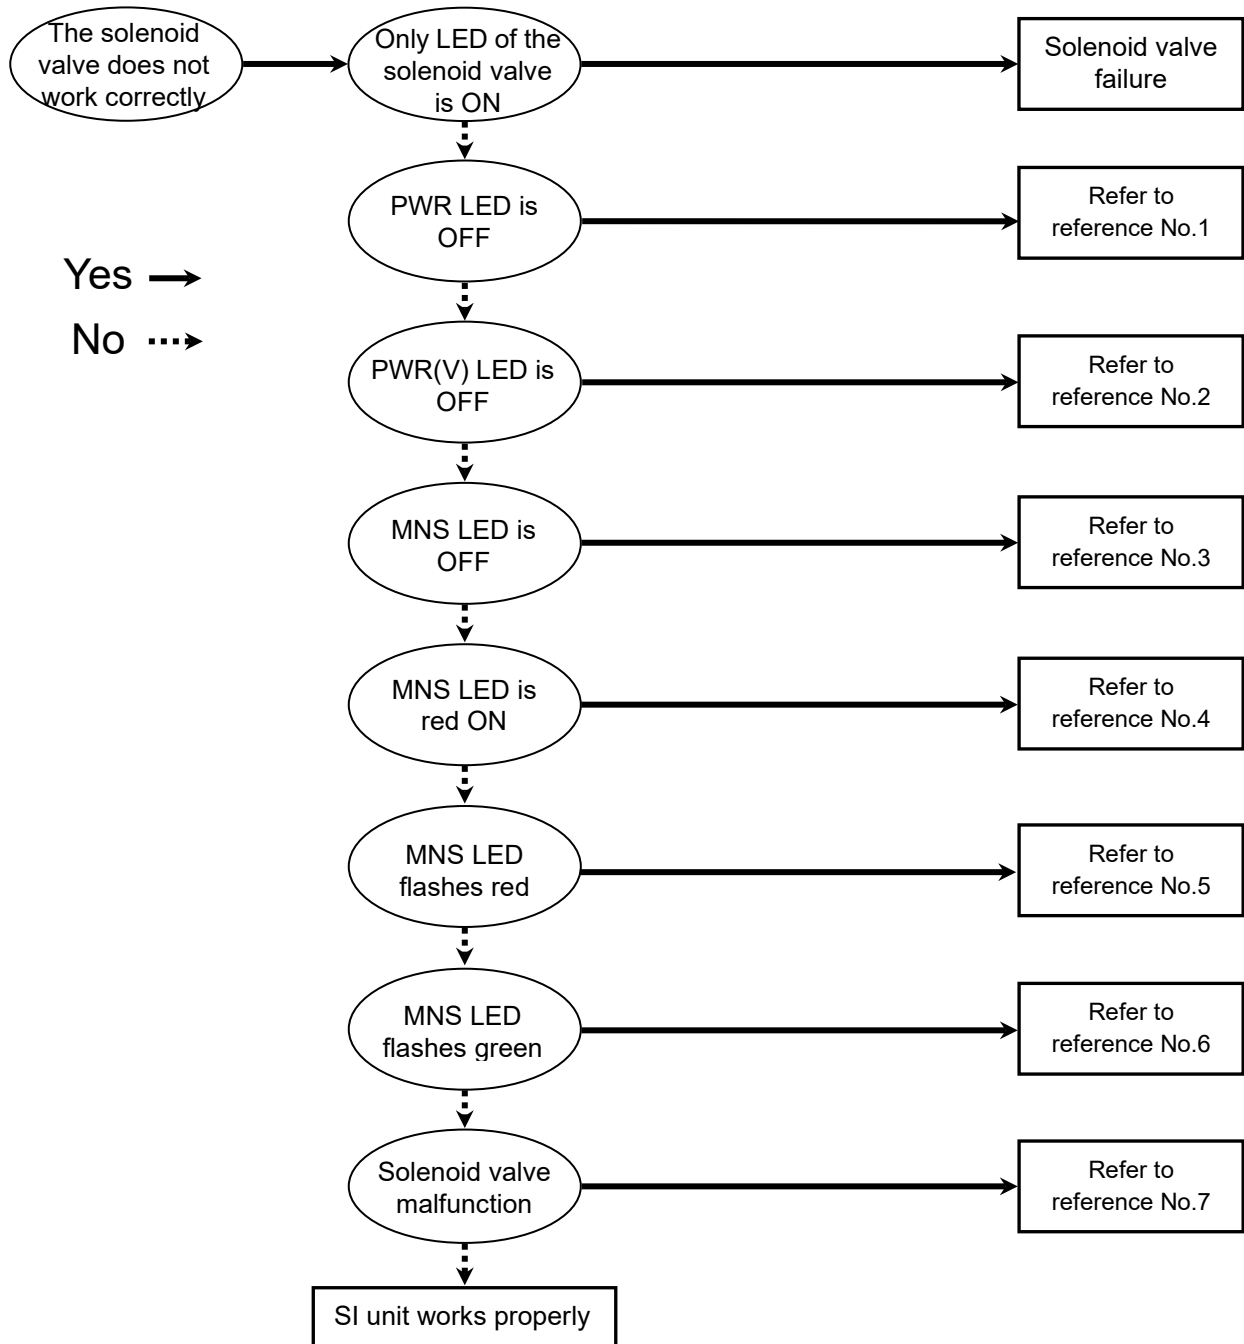 The solenoid
valve does not
work correctly
Only LED of the
solenoid valve
is ON
Solenoid valve
failure
PWR LED is
OFF
Refer to
reference No.1
Yes
No
PWR(V) LED is
OFF
Refer to
reference No.2
MNS LED is
OFF
Refer to
reference No.3
MNS LED is
red ON
Refer to
reference No.4
MNS LED
flashes red
Refer to
reference No.5
MNS LED
flashes green
Refer to
reference No.6
Solenoid valve
malfunction
Refer to
reference No.7
SI unit works properly